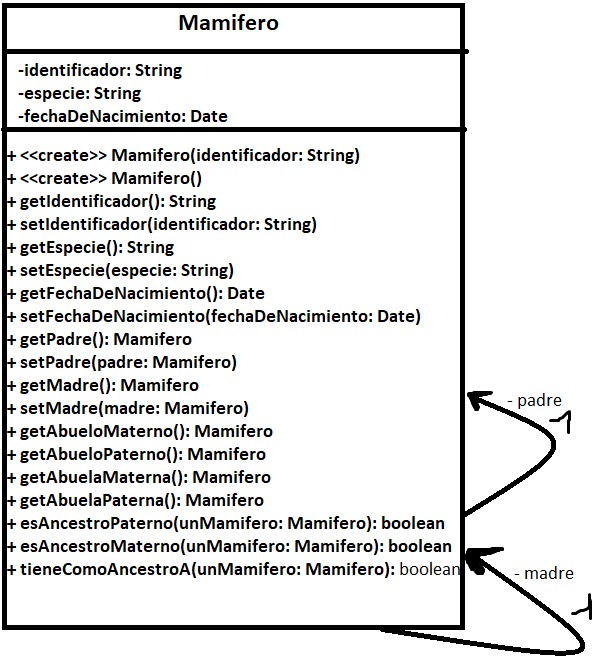 Mamifero
-identificador: String
-especie: String
-fechaDeNacimiento: Date
+ <<create>> Mamifero(identificador: String)
+ <<create>> Mamifero()
+ getIdentificador(): String
+ setIdentificador(identificador: String)
+ getEspecie(): String
+ setEspecie(especie: String)
+ getFechaDeNacimiento(): Date
+ setFechaDeNacimiento(fechaDeNacimiento: Date)
+ getPadre(): Mamifero
+ setPadre(padre: Mamifero)
+ getMadre(): Mamifero
+ setMadre(madre: Mamifero)
+ getAbueloMaterno(): Mamifero
+ getAbueloPaterno(): Mamifero
+ getAbuelaMaterna(): Mamifero
+ getAbuelaPaterna(): Mamifero
+ esAncestroPaterno(unMamifero: Mamifero): boolean
+ esAncestroMaterno(unMamifero: Mamifero): boolean
+ tieneComoAncestroA(unMamifero: Mamifero): boolean
- padre
1
- madre
1